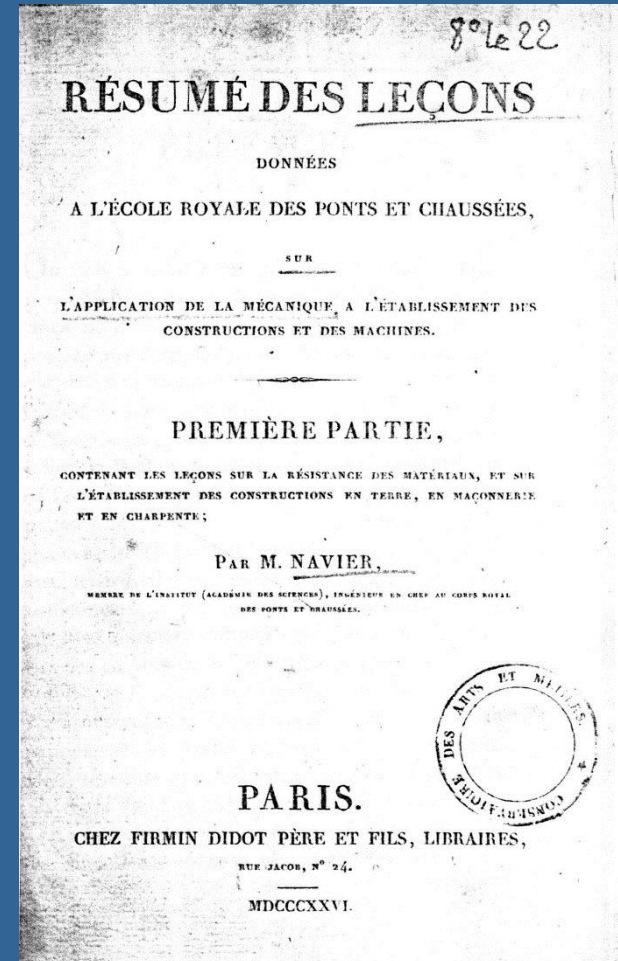 8° Le 22
RÉSUMÉ DES LEÇONS
DONNÉES
A L'ÉCOLE ROYALE DES PONTS ET CHAUSSÉES,
SUR
L'APPLICATION DE LA MÉCANIQUE, A L'ÉTABLISSEMENT DES
CONSTRUCTIONS ET DES MACHINES.
PREMIÈRE PARTIE,
CONTENANT LES LEÇONS SUR LA RÉSISTANCE DES MATÉRIAUX, ET SUR
L'ÉTABLISSEMENT DES CONSTRUCTIONS EN TERRE, EN MAÇONNERIE
ET EN CHARPENTE;
PAR M. NAVIER,
MEMBRE DE L'INSTITUT (ACADÉMIE DES SCIENCES), INGÉNIEUR EN CHEF AU CORPS ROYAL
DES PONTS ET CHAUSSÉES.
CONSERVATOIRE DES ARTS ET MÉTIERS.
PARIS.
CHEZ FIRMIN DIDOT PÈRE ET FILS, LIBRAIRES,
RUE JACOB, N° 24.
MDCCCXXVI.